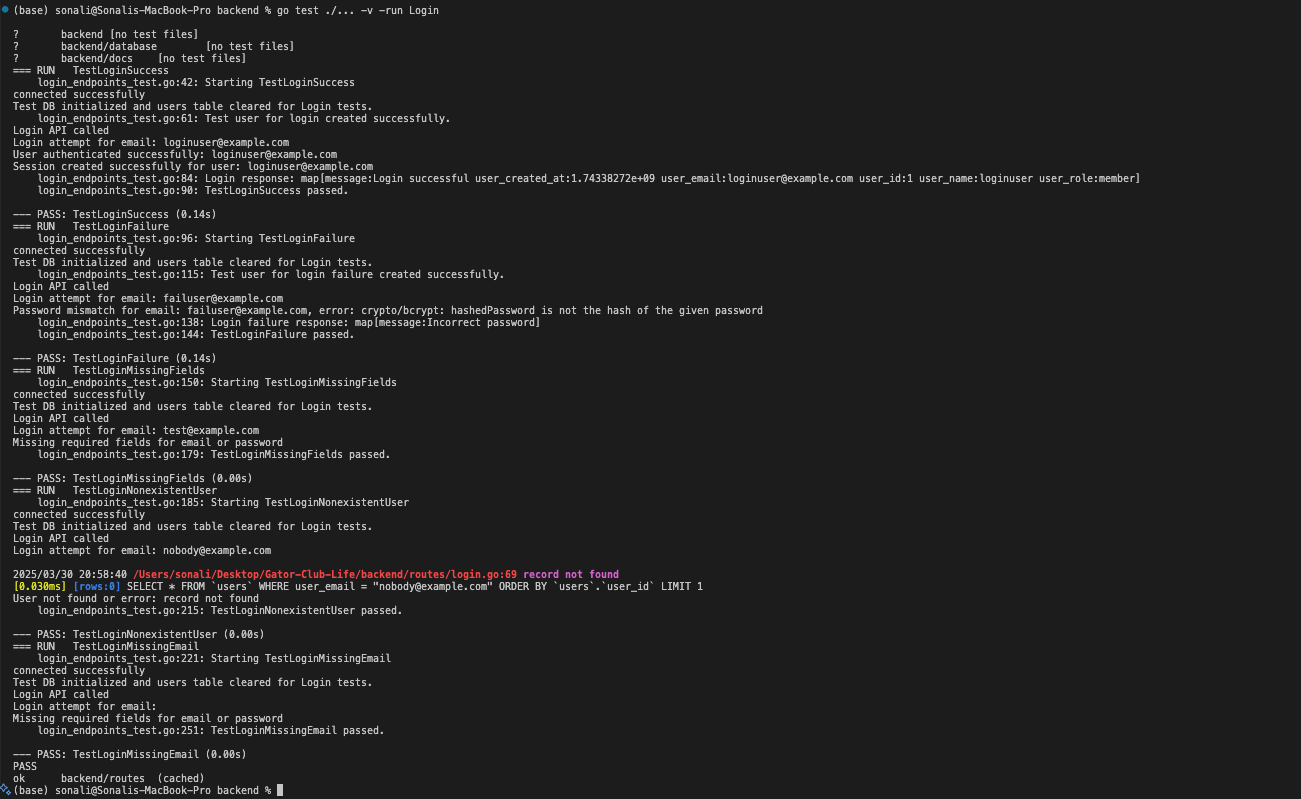 (base) sonali@Sonalis-MacBook-Pro backend % go test ./... -v -run Login
? backend [no test files]
? backend/database [no test files]
? backend/docs [no test files]
=== RUN TestLoginSuccess
login_endpoints_test.go:42: Starting TestLoginSuccess
connected successfully
Test DB initialized and users table cleared for Login tests.
login_endpoints_test.go:61: Test user for login created successfully.
Login API called
Login attempt for email: loginuser@example.com
User authenticated successfully: loginuser@example.com
Session created successfully for user: loginuser@example.com
login_endpoints_test.go:84: Login response: map[message:Login successful user_created_at:1.74338272e+09 user_email:loginuser@example.com user_id:1 user_name:loginuser user_role:member]
login_endpoints_test.go:90: TestLoginSuccess passed.
--- PASS: TestLoginSuccess (0.14s)
=== RUN TestLoginFailure
login_endpoints_test.go:96: Starting TestLoginFailure
connected successfully
Test DB initialized and users table cleared for Login tests.
login_endpoints_test.go:115: Test user for login failure created successfully.
Login API called
Login attempt for email: failuser@example.com
Password mismatch for email: failuser@example.com, error: crypto/bcrypt: hashedPassword is not the hash of the given password
login_endpoints_test.go:138: Login failure response: map[message:Incorrect password]
login_endpoints_test.go:144: TestLoginFailure passed.
--- PASS: TestLoginFailure (0.14s)
=== RUN TestLoginMissingFields
login_endpoints_test.go:150: Starting TestLoginMissingFields
connected successfully
Test DB initialized and users table cleared for Login tests.
Login API called
Login attempt for email: test@example.com
Missing required fields for email or password
login_endpoints_test.go:179: TestLoginMissingFields passed.
--- PASS: TestLoginMissingFields (0.00s)
=== RUN TestLoginNonexistentUser
login_endpoints_test.go:185: Starting TestLoginNonexistentUser
connected successfully
Test DB initialized and users table cleared for Login tests.
Login API called
Login attempt for email: nobody@example.com
2025/03/30 20:58:40 /Users/sonali/Desktop/Gator-Club-Life/backend/routes/login.go:69 record not found
[0.030ms] [rows:0] SELECT * FROM `users` WHERE user_email = "nobody@example.com" ORDER BY `users`.`user_id` LIMIT 1
User not found or error: record not found
login_endpoints_test.go:215: TestLoginNonexistentUser passed.
--- PASS: TestLoginNonexistentUser (0.00s)
=== RUN TestLoginMissingEmail
login_endpoints_test.go:221: Starting TestLoginMissingEmail
connected successfully
Test DB initialized and users table cleared for Login tests.
Login API called
Login attempt for email:
Missing required fields for email or password
login_endpoints_test.go:251: TestLoginMissingEmail passed.
--- PASS: TestLoginMissingEmail (0.00s)
PASS
ok backend/routes (cached)
(base) sonali@Sonalis-MacBook-Pro backend %